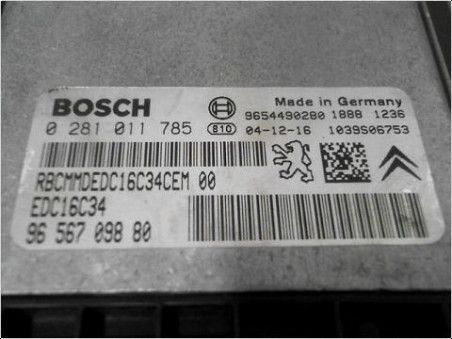 BOSCH
Made in Germany
9654490280 1888 1236
0 281 011 785 810 04-12-16 1039S06753
RBCMMDEDC16C34CEM 00
EDC16C34
96 567 098 80